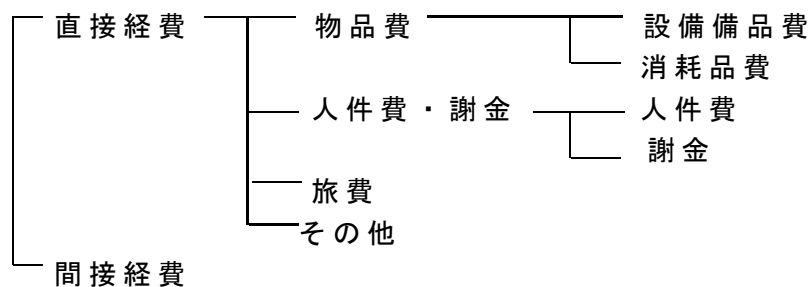 直接経費 物品費 設備備品費
消耗品費
人件費・謝金 人件費
謝金
旅費
その他
間接経費